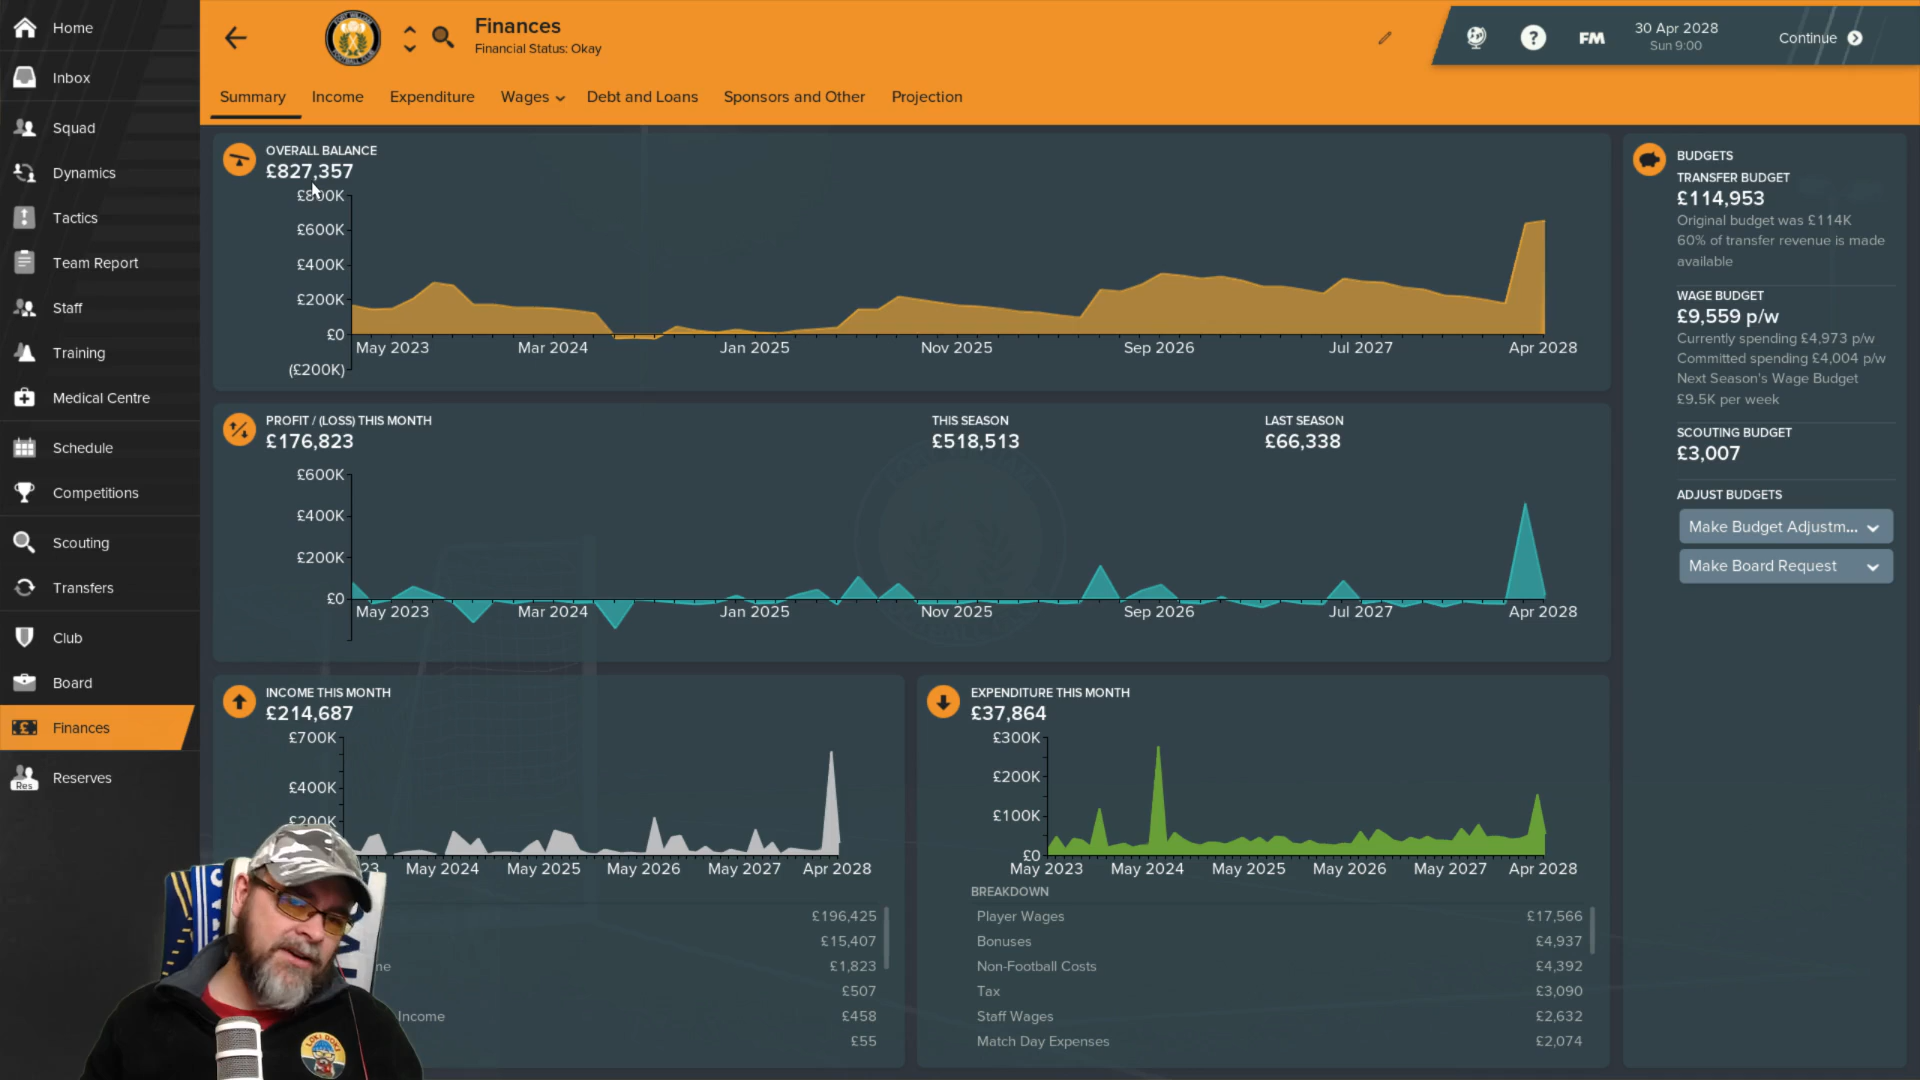 Home
Inbox
Squad
Dynamics
Tactics
Team Report
Staff
Training
Medical Centre
Schedule
Competitions
Scouting
Transfers
Club
Board
Finances
Res
Reserves
Finances
Financial Status: Okay
FM
30 Apr 2028
Sun 9:00
Continue
Summary
Income
Expenditure
Wages
Debt and Loans
Sponsors and Other
Projection
OVERALL BALANCE
£827,357
£800K
£600K
£400K
£200K
£0
(£200K)
May 2023
Mar 2024
Jan 2025
Nov 2025
Sep 2026
Jul 2027
Apr 2028
PROFIT / (LOSS) THIS MONTH
£176,823
THIS SEASON
£518,513
LAST SEASON
£66,338
£600K
£400K
£200K
£0
May 2023
Mar 2024
Jan 2025
Nov 2025
Sep 2026
Jul 2027
Apr 2028
INCOME THIS MONTH
£214,687
£700K
£400K
£200K
23
May 2024
May 2025
May 2026
May 2027
Apr 2028
£196,425
£15,407
ne £1,823
£507
Income £458
£55
EXPENDITURE THIS MONTH
£37,864
£300K
£200K
£100K
£0
May 2023
May 2024
May 2025
May 2026
May 2027
Apr 2028
BREAKDOWN
Player Wages £17,566
Bonuses £4,937
Non-Football Costs £4,392
Tax £3,090
Staff Wages £2,632
Match Day Expenses £2,074
BUDGETS
TRANSFER BUDGET
£114,953
Original budget was £114K
60% of transfer revenue is made
available
WAGE BUDGET
£9,559 p/w
Currently spending £4,973 p/w
Committed spending £4,004 p/w
Next Season's Wage Budget
£9.5K per week
SCOUTING BUDGET
£3,007
ADJUST BUDGETS
Make Budget Adjustm...
Make Board Request